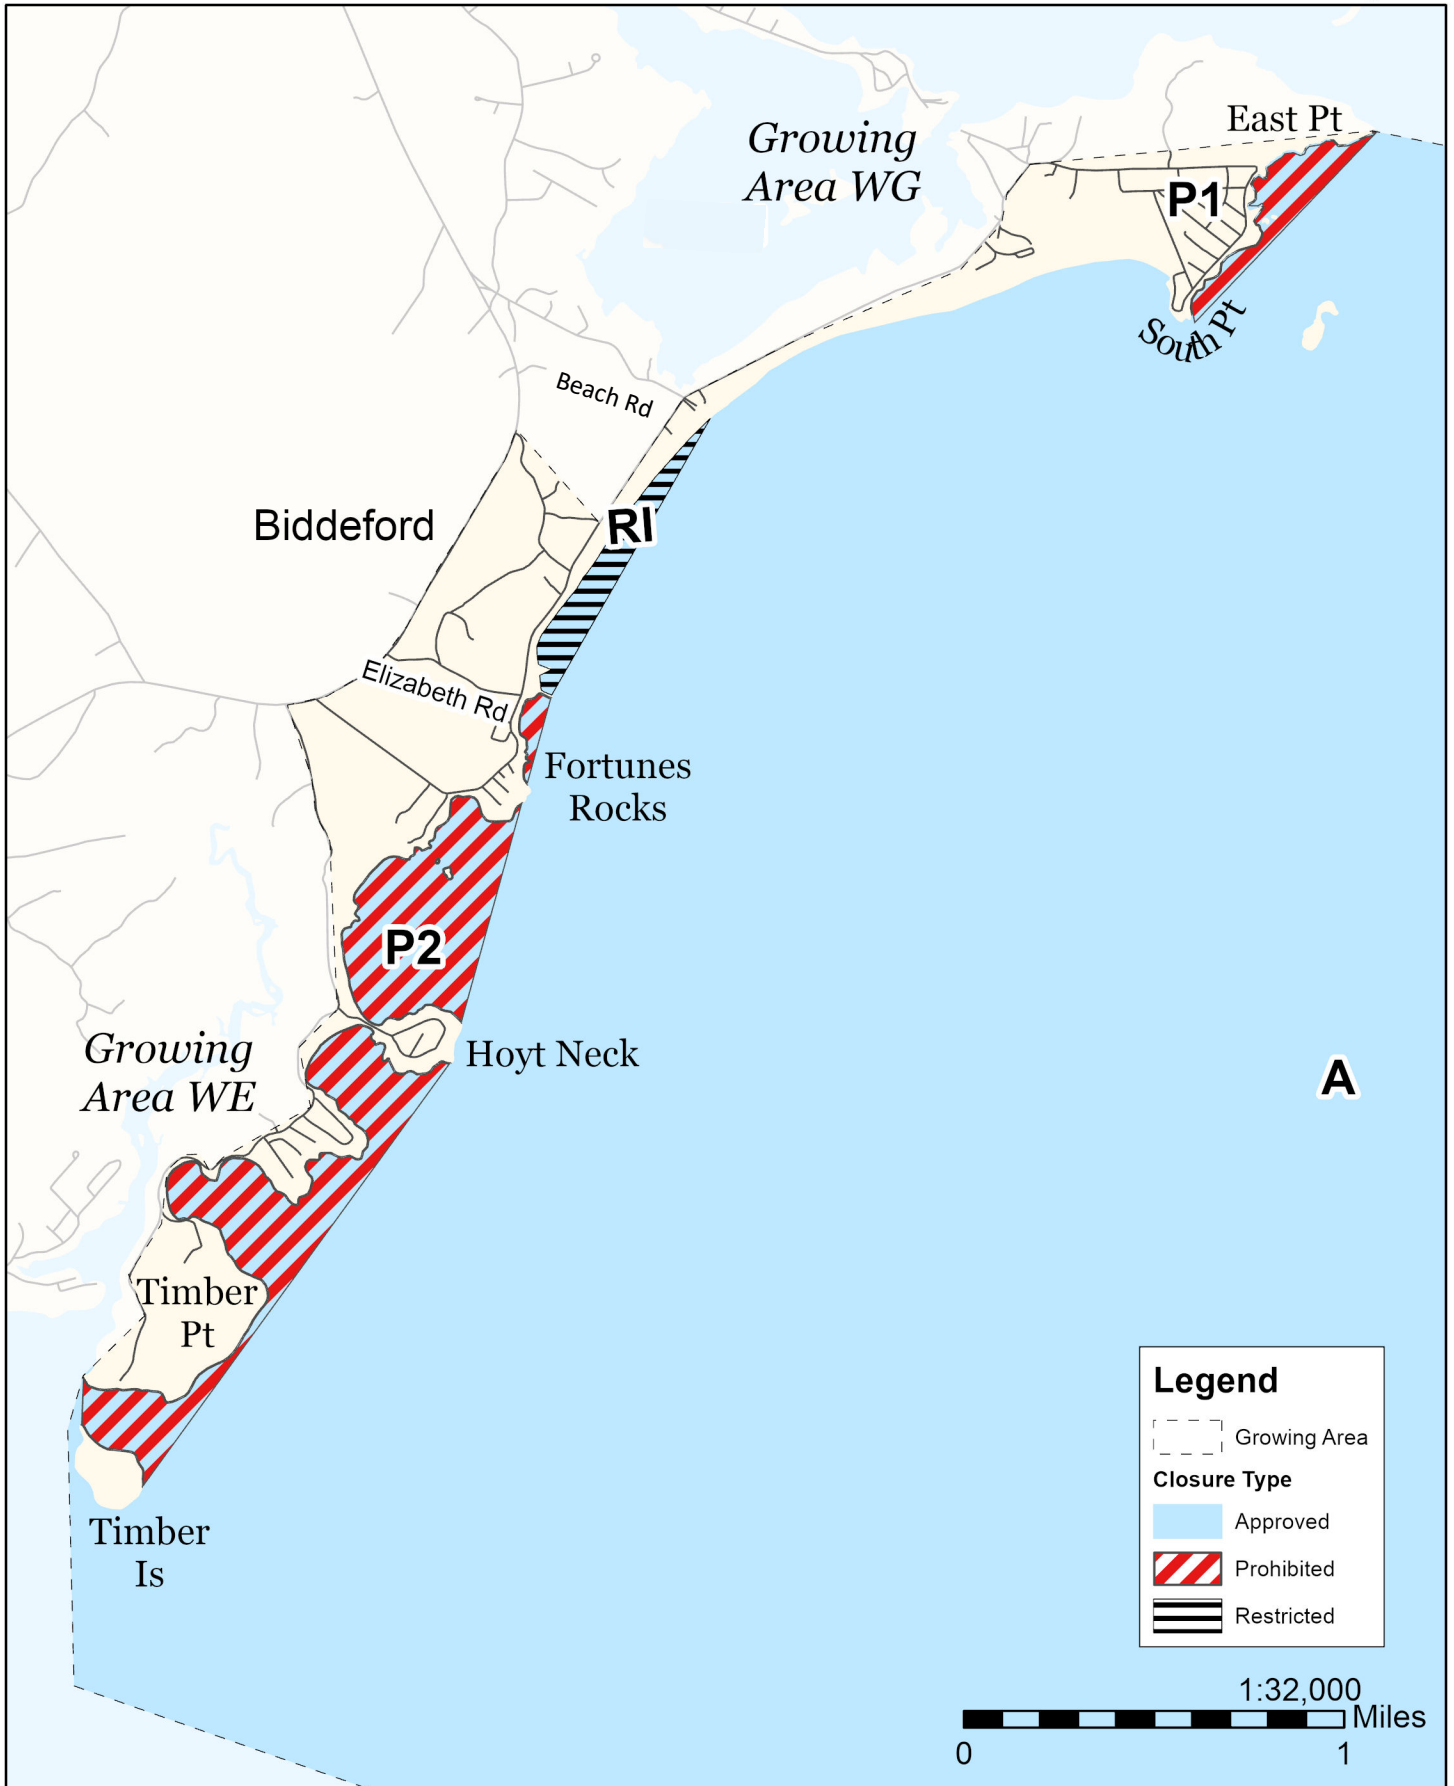 East Pt
Growing
Area WG
P1
South Pt
Beach Rd
RI
Biddeford
Elizabeth Rd
Fortunes
Rocks
P2
Hoyt Neck
Growing
Area WE
A
Timber
Pt
Timber
Is
Legend
Growing Area
Closure Type
Approved
Prohibited
Restricted
1:32,000
Miles
0 1